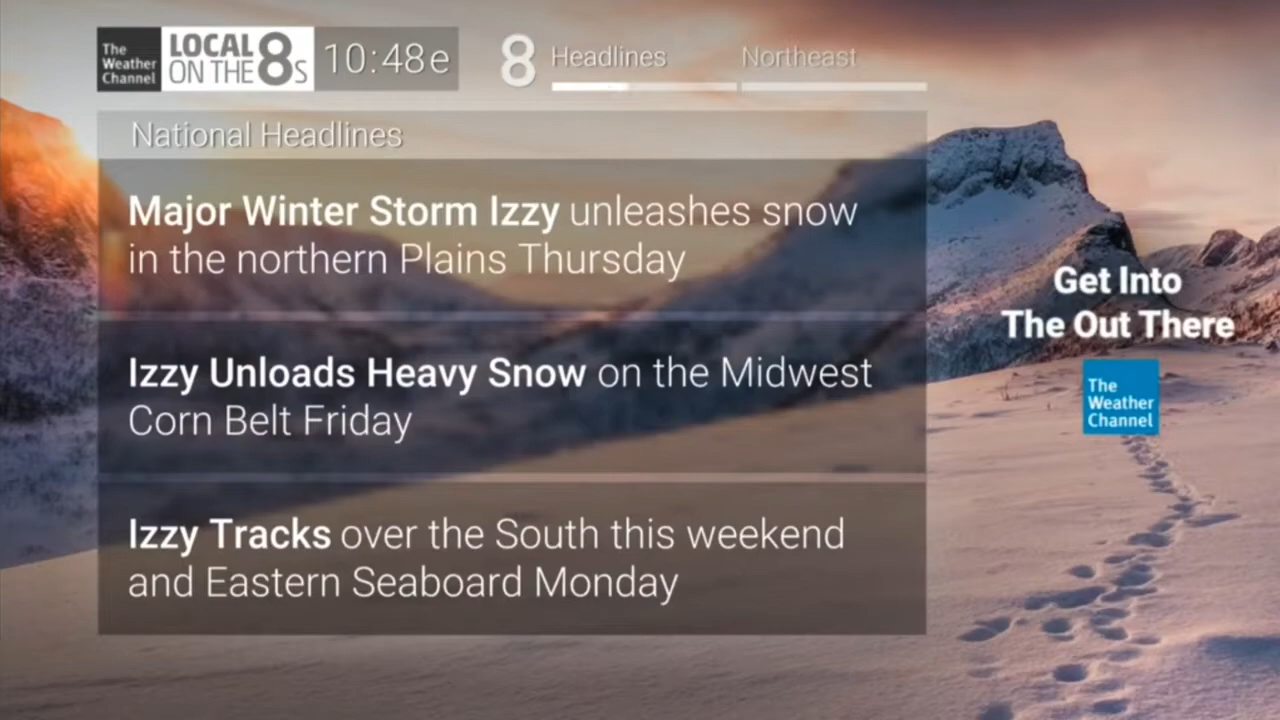 The
Weather
Channel
LOCAL
ON THE 8s
10:48e
8
Headlines
Northeast
National Headlines
Major Winter Storm Izzy unleashes snow
in the northern Plains Thursday
Izzy Unloads Heavy Snow on the Midwest
Corn Belt Friday
Izzy Tracks over the South this weekend
and Eastern Seaboard Monday
Get Into
The Out There
The
Weather
Channel